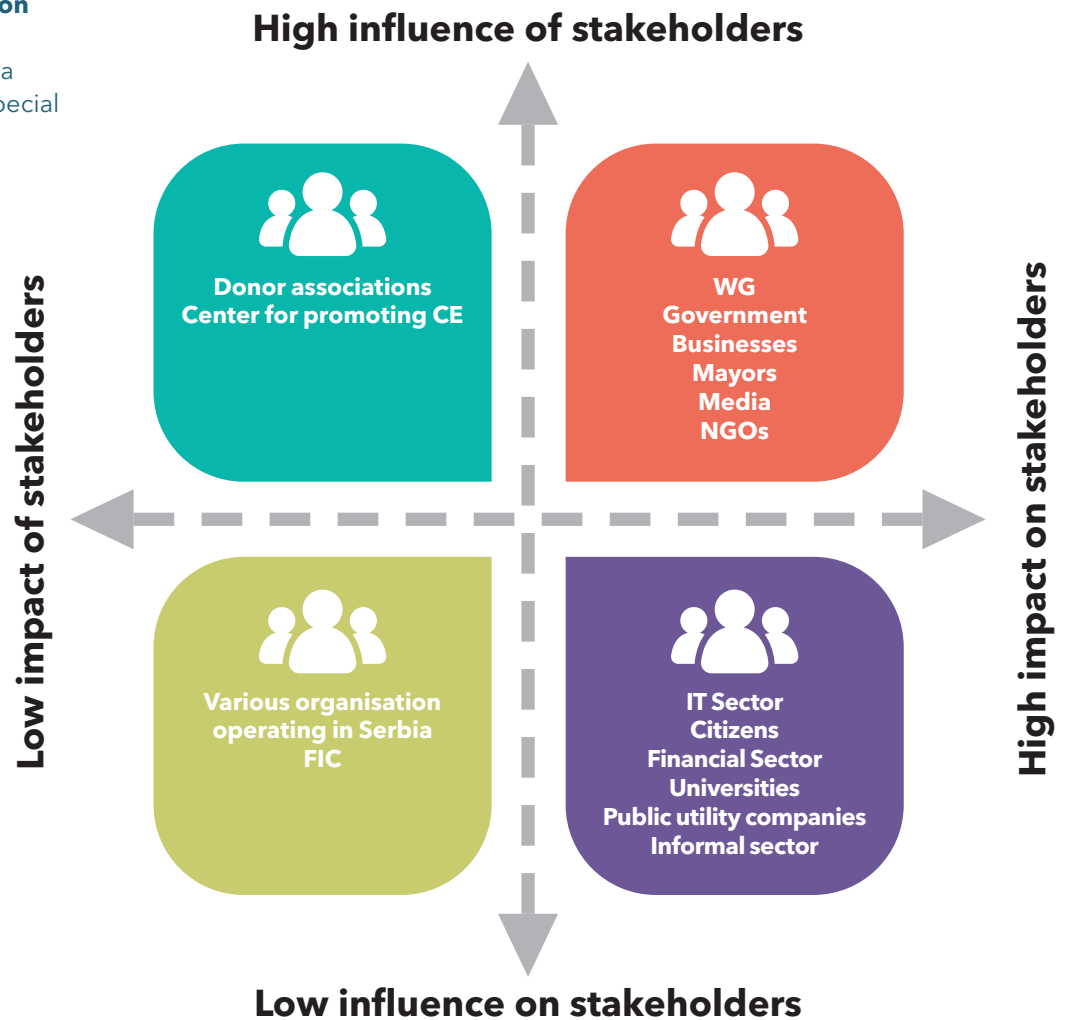 on
a
pecial
High influence of stakeholders
Low impact of stakeholders
Donor associations
Center for promoting CE
WG
Government
Businesses
Mayors
Media
NGOs
High impact on stakeholders
Various organisation
operating in Serbia
FIC
IT Sector
Citizens
Financial Sector
Universities
Public utility companies
Informal sector
Low influence on stakeholders